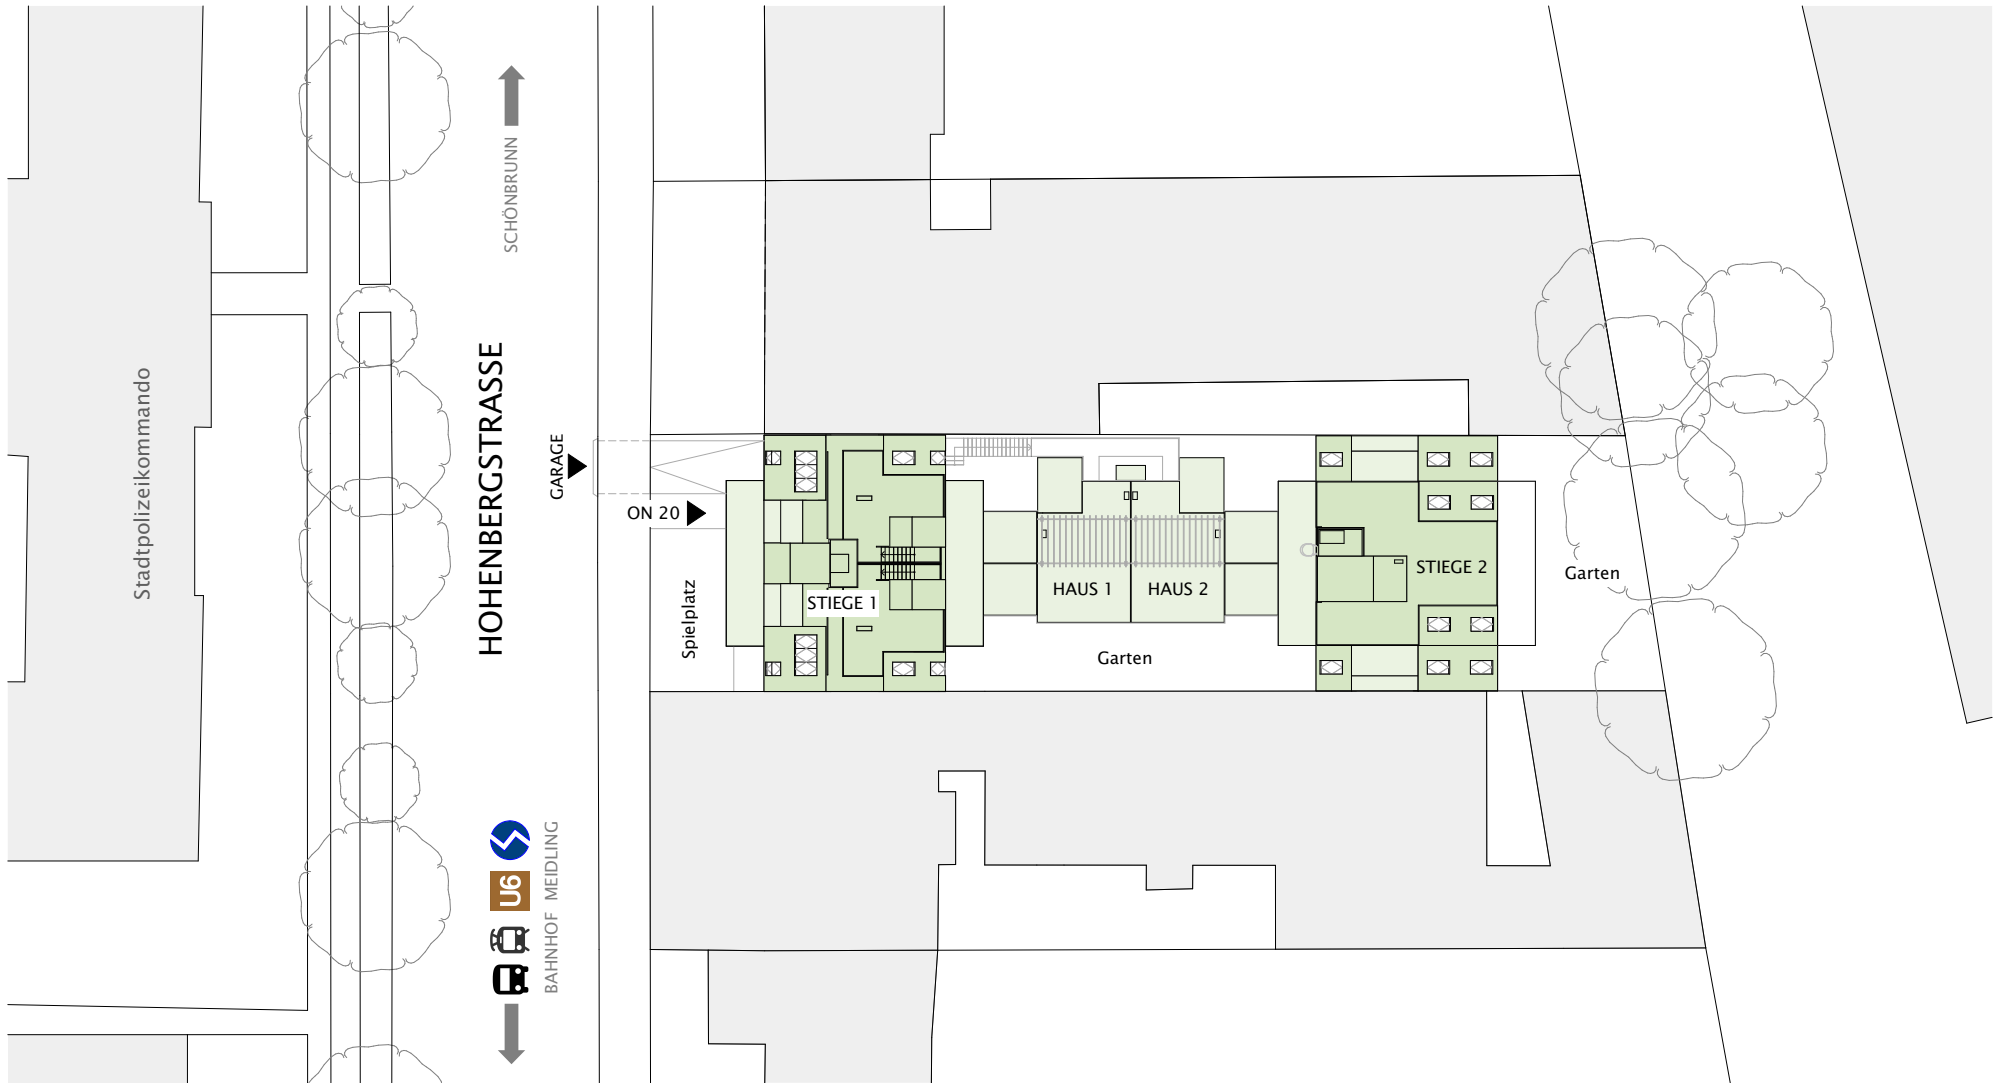 Stadtpolizeikommando
SCHÖNBRUNN
HOHENBERGSTRASSE
GARAGE
ON 20
Spielplatz
STIEGE 1
HAUS 1
HAUS 2
Garten
STIEGE 2
Garten
U6
BAHNHOF MEIDLING